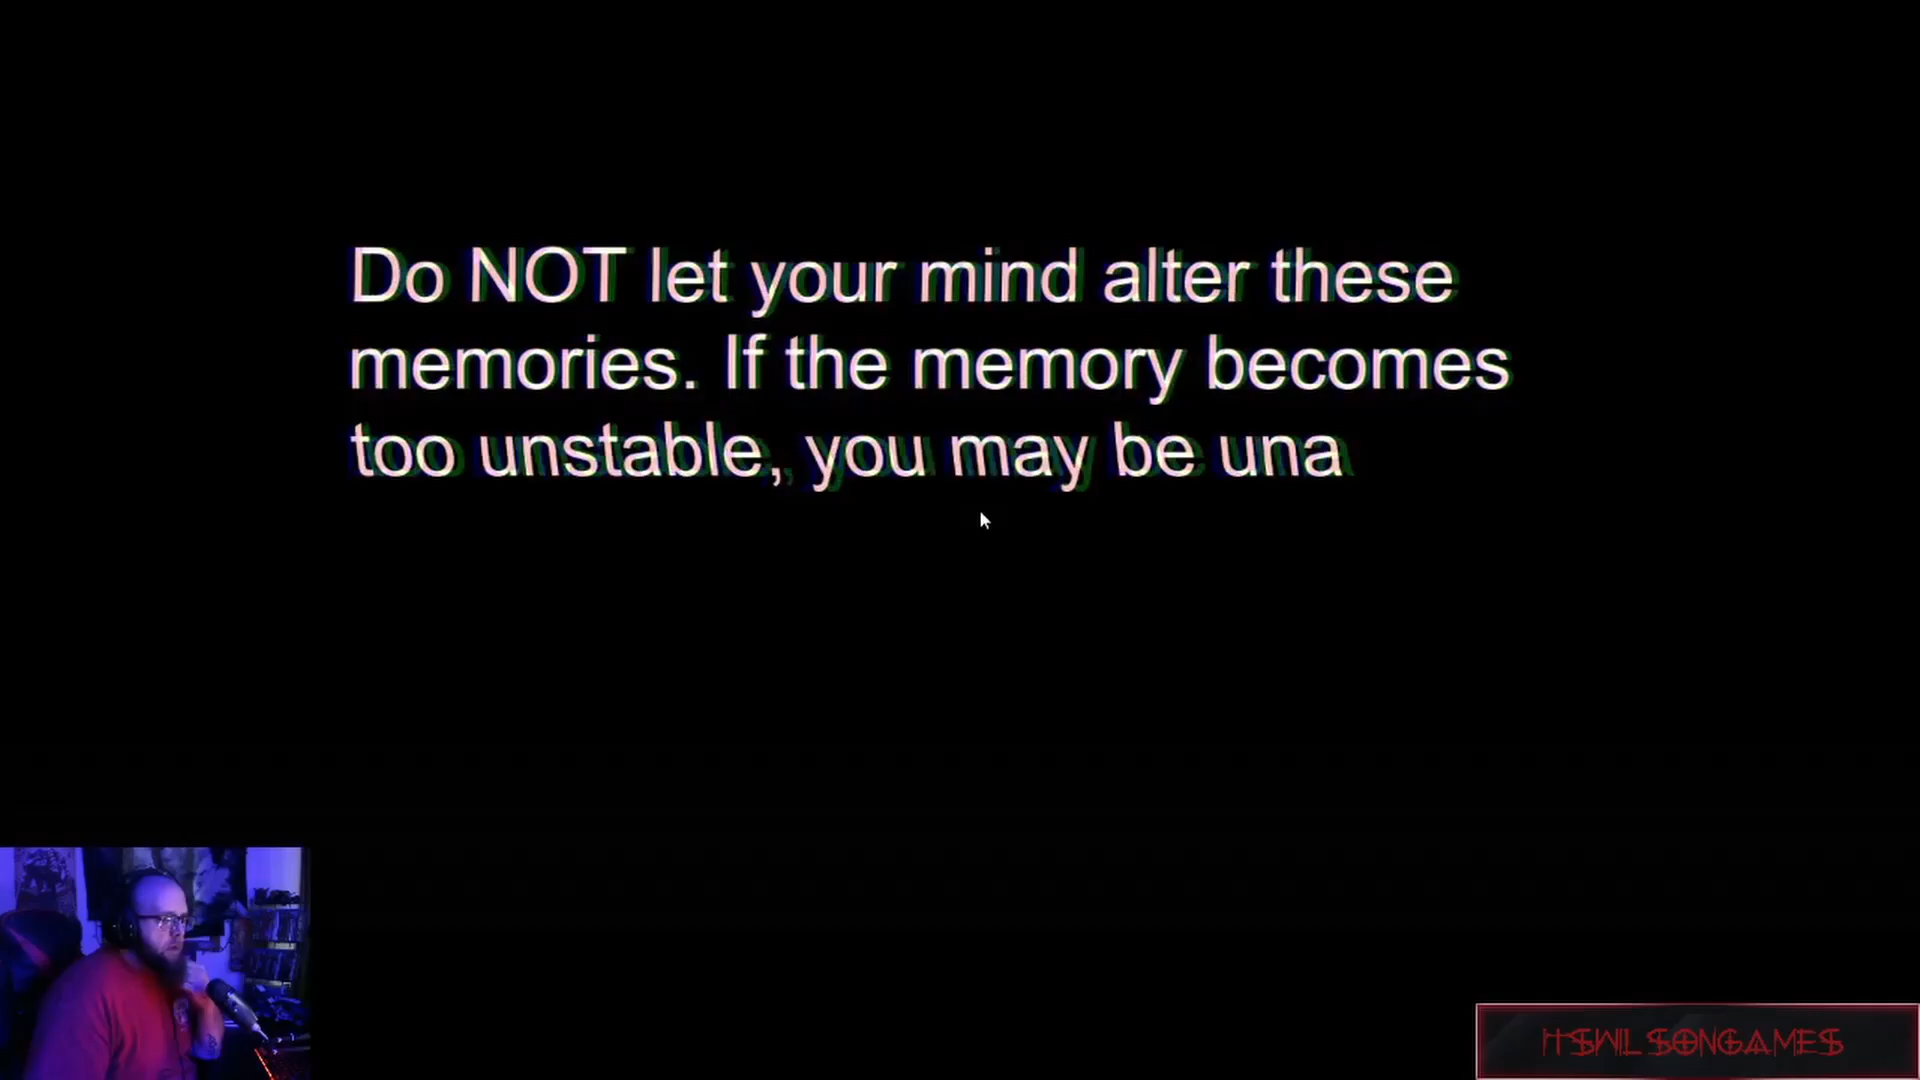 Do NOT let your mind alter these
memories. If the memory becomes
too unstable, you may be una
ITSWILSONGAMES